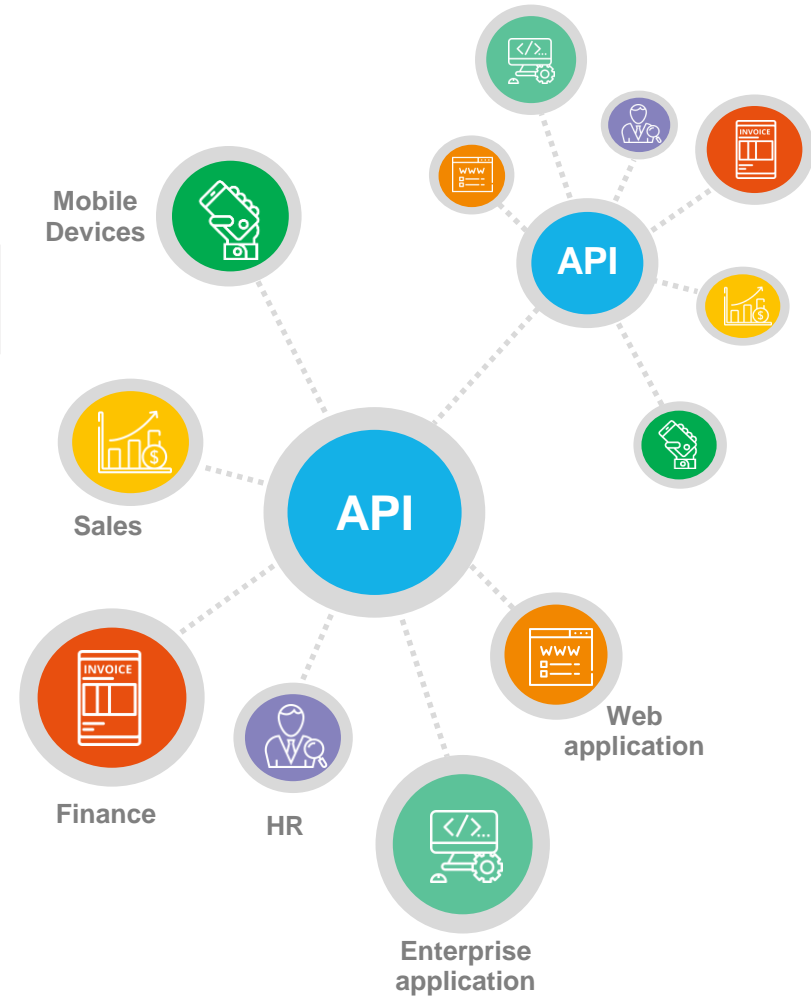 </>...
INVOICE
WWW
API
Mobile
Devices
API
Sales
$
$
INVOICE
WWW
Web
application
Finance
HR
</>...
Enterprise
application